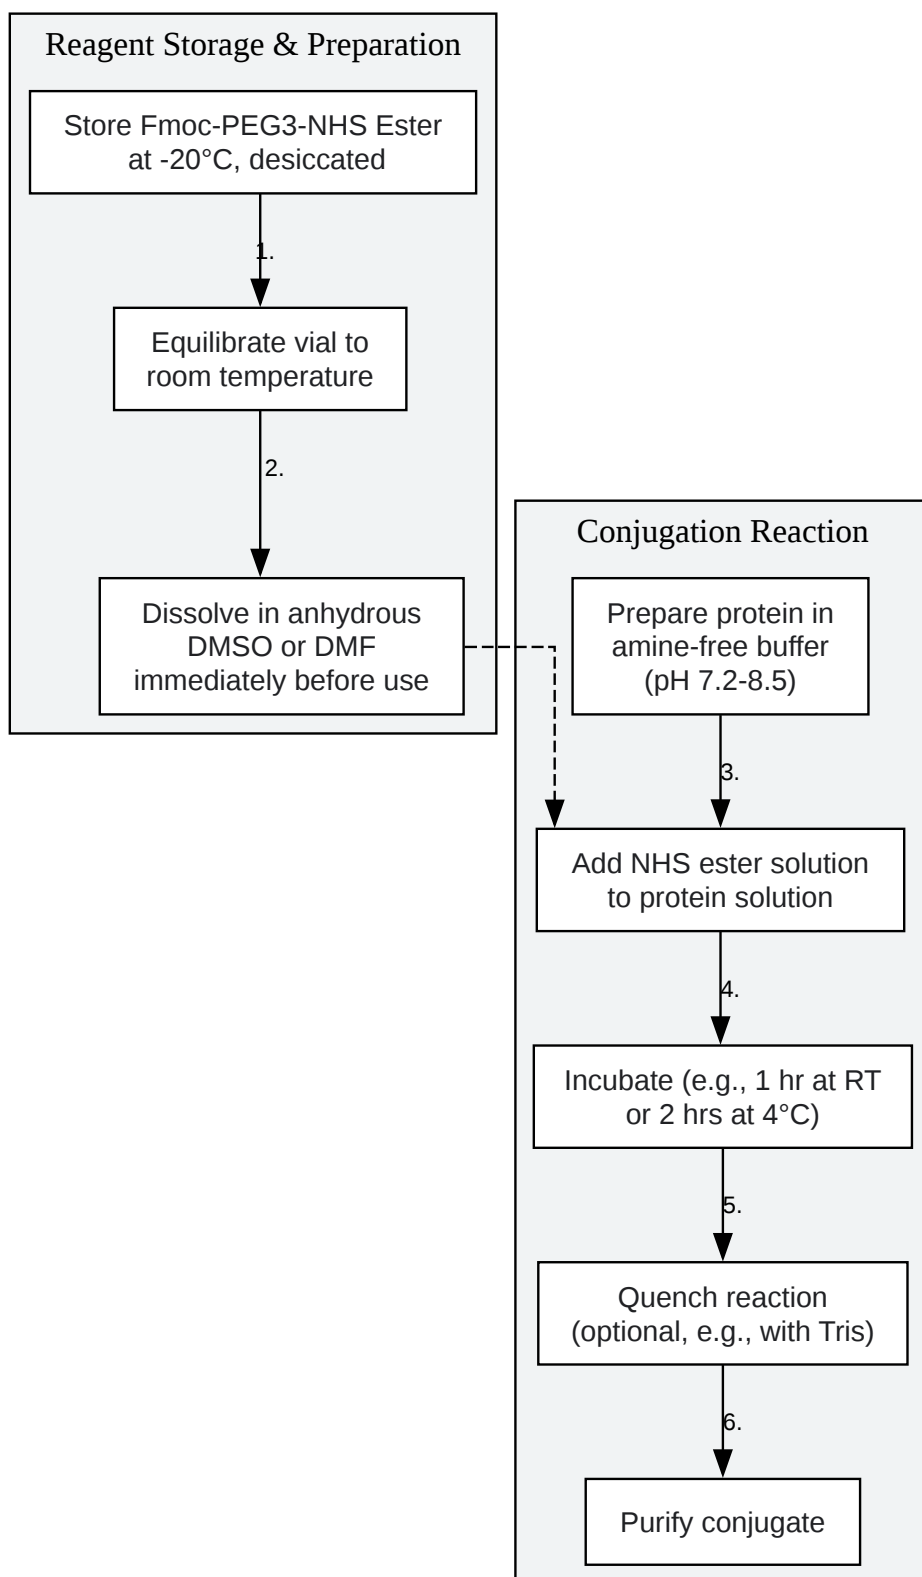 Reagent Storage & Preparation
Store Fmoc-PEG3-NHS Ester
at -20°C, desiccated
1.
Equilibrate vial to
room temperature
2.
Dissolve in anhydrous
DMSO or DMF
immediately before use
Conjugation Reaction
Prepare protein in
amine-free buffer
(pH 7.2-8.5)
3.
Add NHS ester solution
to protein solution
4.
Incubate (e.g., 1 hr at RT
or 2 hrs at 4°C)
5.
Quench reaction
(optional, e.g., with Tris)
6.
Purify conjugate